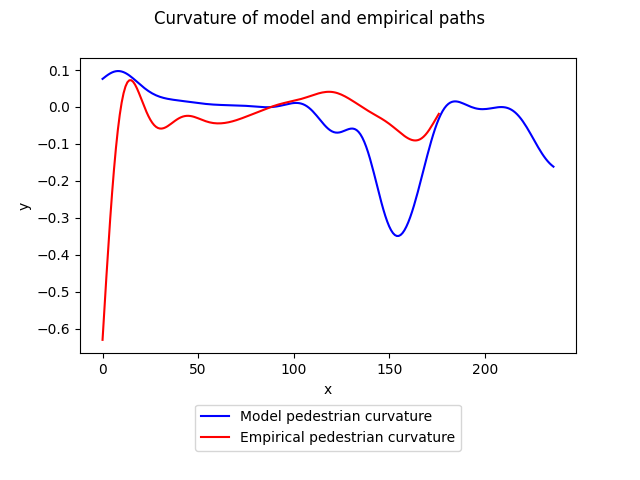 Curvature of model and empirical paths
0.1
0.0
−0.1
−0.2
−0.3
−0.4
−0.5
−0.6
y
0 50 100 150 200
x
Model pedestrian curvature
Empirical pedestrian curvature